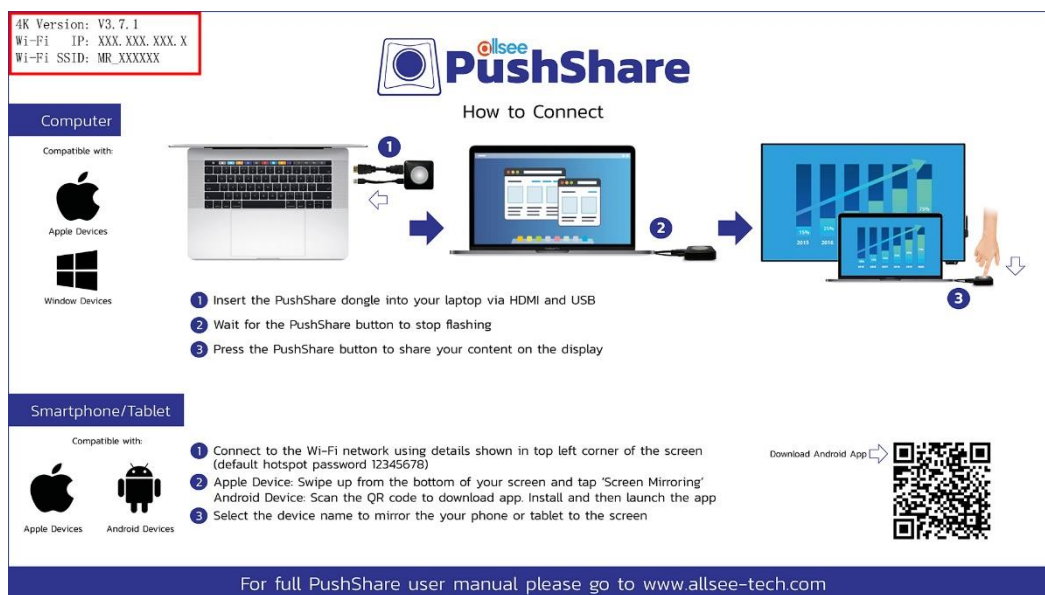 4K Version: V3.7.1
Wi-Fi IP: XXX.XXX.XXX.X
Wi-Fi SSID: MR_XXXXXX
allsee
PushShare
How to Connect
Computer
Compatible with:
Apple Devices
Window Devices
1
2
3
15%
2015
2016
1 Insert the PushShare dongle into your laptop via HDMI and USB
2 Wait for the PushShare button to stop flashing
3 Press the PushShare button to share your content on the display
Smartphone/Tablet
Compatible with:
Apple Devices
Android Devices
1 Connect to the Wi-Fi network using details shown in top left corner of the screen
(default hotspot password 12345678)
2 Apple Device: Swipe up from the bottom of your screen and tap 'Screen Mirroring'
Android Device: Scan the QR code to download app. Install and then launch the app
3 Select the device name to mirror the your phone or tablet to the screen
Download Android App
For full PushShare user manual please go to www.allsee-tech.com